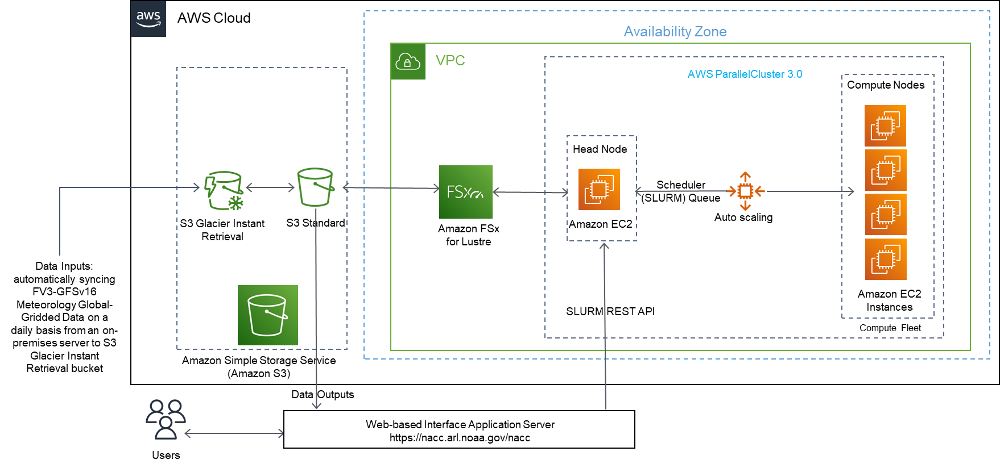 aws
AWS Cloud
Availability Zone
VPC
AWS ParallelCluster 3.0
Compute Nodes
Head Node
Amazon EC2
Scheduler
(SLURM) Queue
Auto scaling
Amazon EC2
Instances
Compute Fleet
S3 Glacier Instant
Retrieval
S3 Standard
FSx
Amazon FSx
for Lustre
SLURM REST API
Data Inputs:
automatically syncing
FV3-GFSv16
Meteorology Global-
Gridded Data on a
daily basis from an on-
premises server to S3
Glacier Instant
Retrieval bucket
Amazon Simple Storage Service
(Amazon S3)
Data Outputs
Web-based Interface Application Server
https://nacc.arl.noaa.gov/nacc
Users